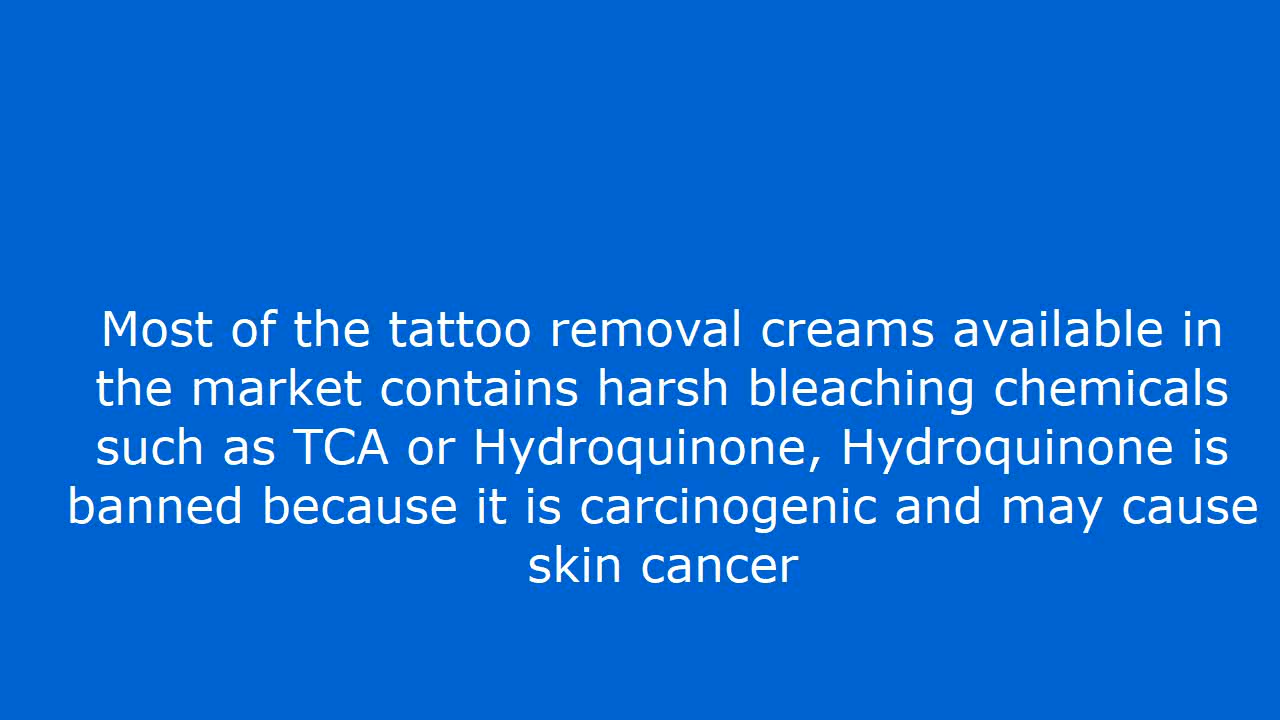 Most of the tattoo removal creams available in
the market contains harsh bleaching chemicals
such as TCA or Hydroquinone, Hydroquinone is
banned because it is carcinogenic and may cause
skin cancer